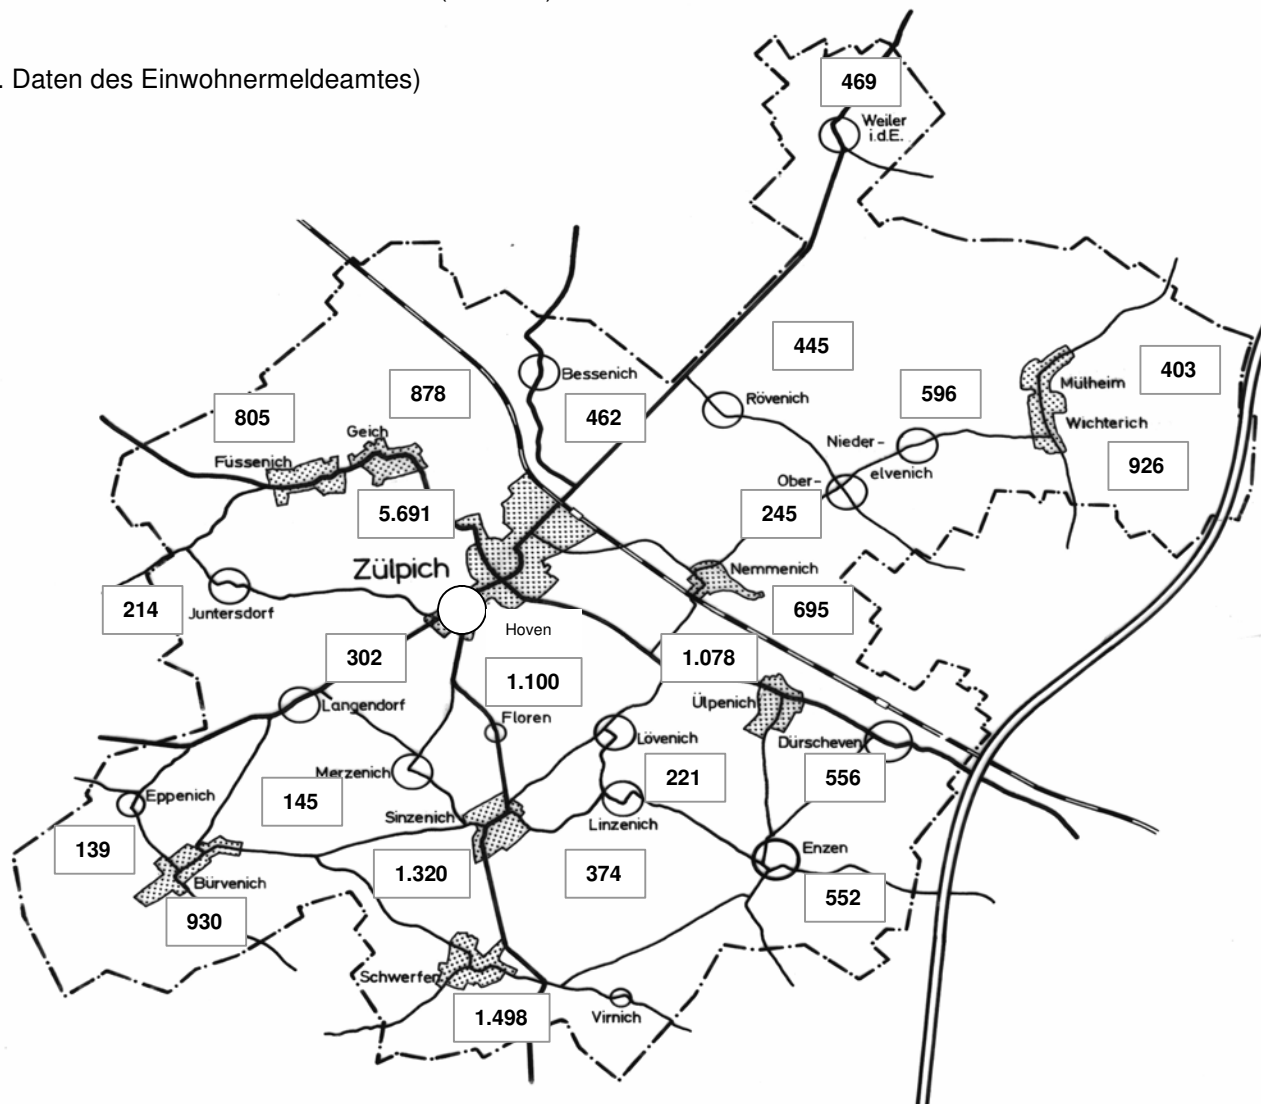 . Daten des Einwohnermeldeamtes)
469
Weiler
i.d.E.
445
Bessenich
403
878
Mülheim
596
Rövenich
805
462
Wichterich
Geich
Nieder-
Füssenich
926
elvenich
Ober-
5.691
245
Zülpich
Nemmenich
214
Juntersdorf
695
Hoven
302
1.078
1.100
Ülpenich
Langendorf
Floren
Lövenich
Dürscheven
Merzenich
221
556
Eppenich
145
Sinzenich
Linzenich
139
Enzen
1.320
374
Bürvenich
552
930
Schwerfen
1.498
Virnich